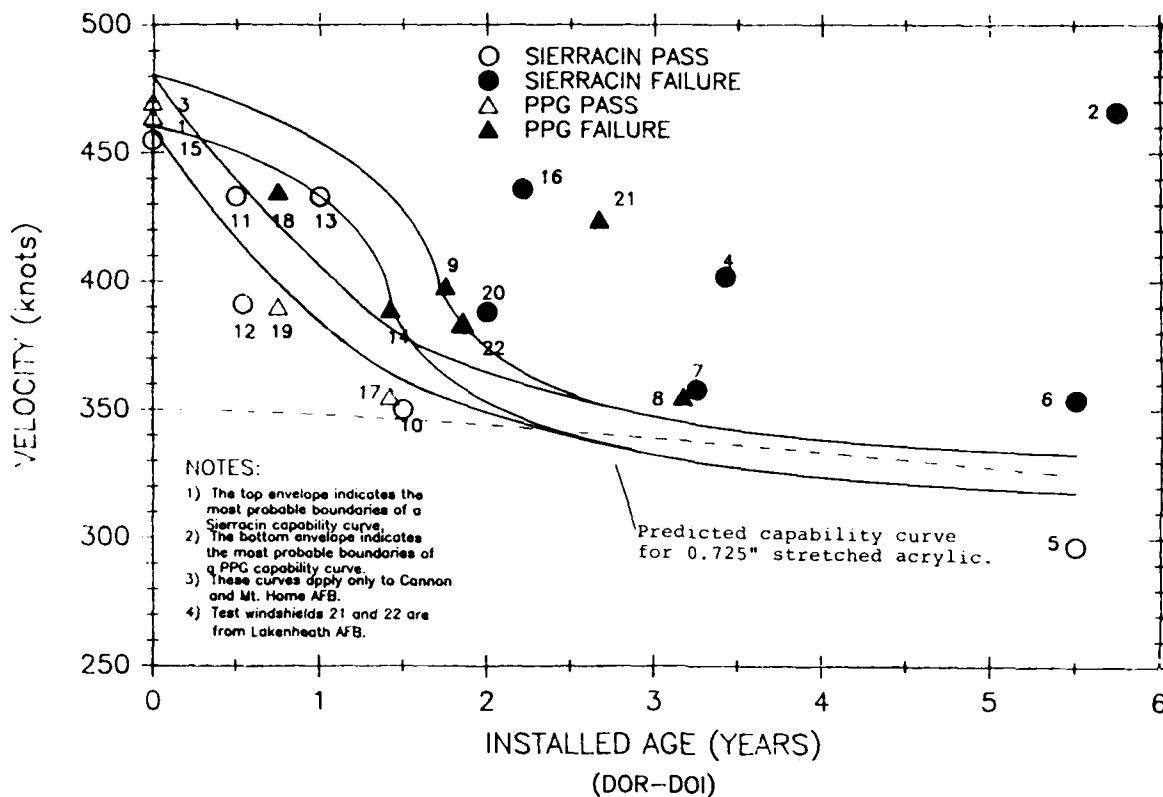 500
450
400
350
300
250
VELOCITY (knots)
SIERRACIN PASS
SIERRACIN FAILURE
PPG PASS
PPG FAILURE
3
1
15
11
18
13
12
19
14
17
10
9
20
22
16
21
4
7
8
2
6
5
NOTES:
1) The top envelope indicates the
most probable boundaries of a
Sierracin capability curve.
2) The bottom envelope indicates
the most probable boundaries of
a PPG capability curve.
3) These curves apply only to Cannon
and Mt. Home AFB.
4) Test windshields 21 and 22 are
from Lakenheath AFB.
Predicted capability curve
for 0.725" stretched acrylic.
0 1 2 3 4 5 6
INSTALLED AGE (YEARS)
(DOR-DOI)